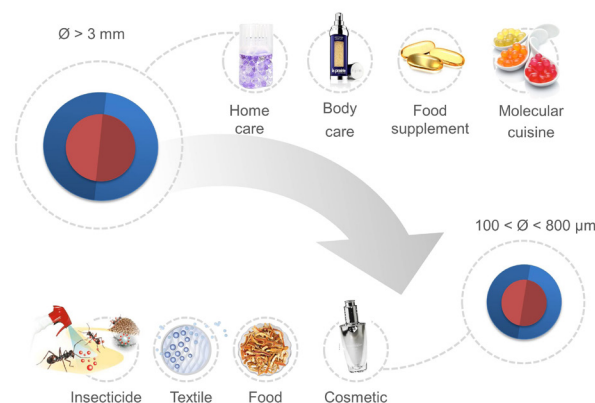 Ø > 3 mm
Home
care
Body
care
Food
supplement
Molecular
cuisine
100 < Ø < 800 µm
Insecticide
Textile
Food
Cosmetic